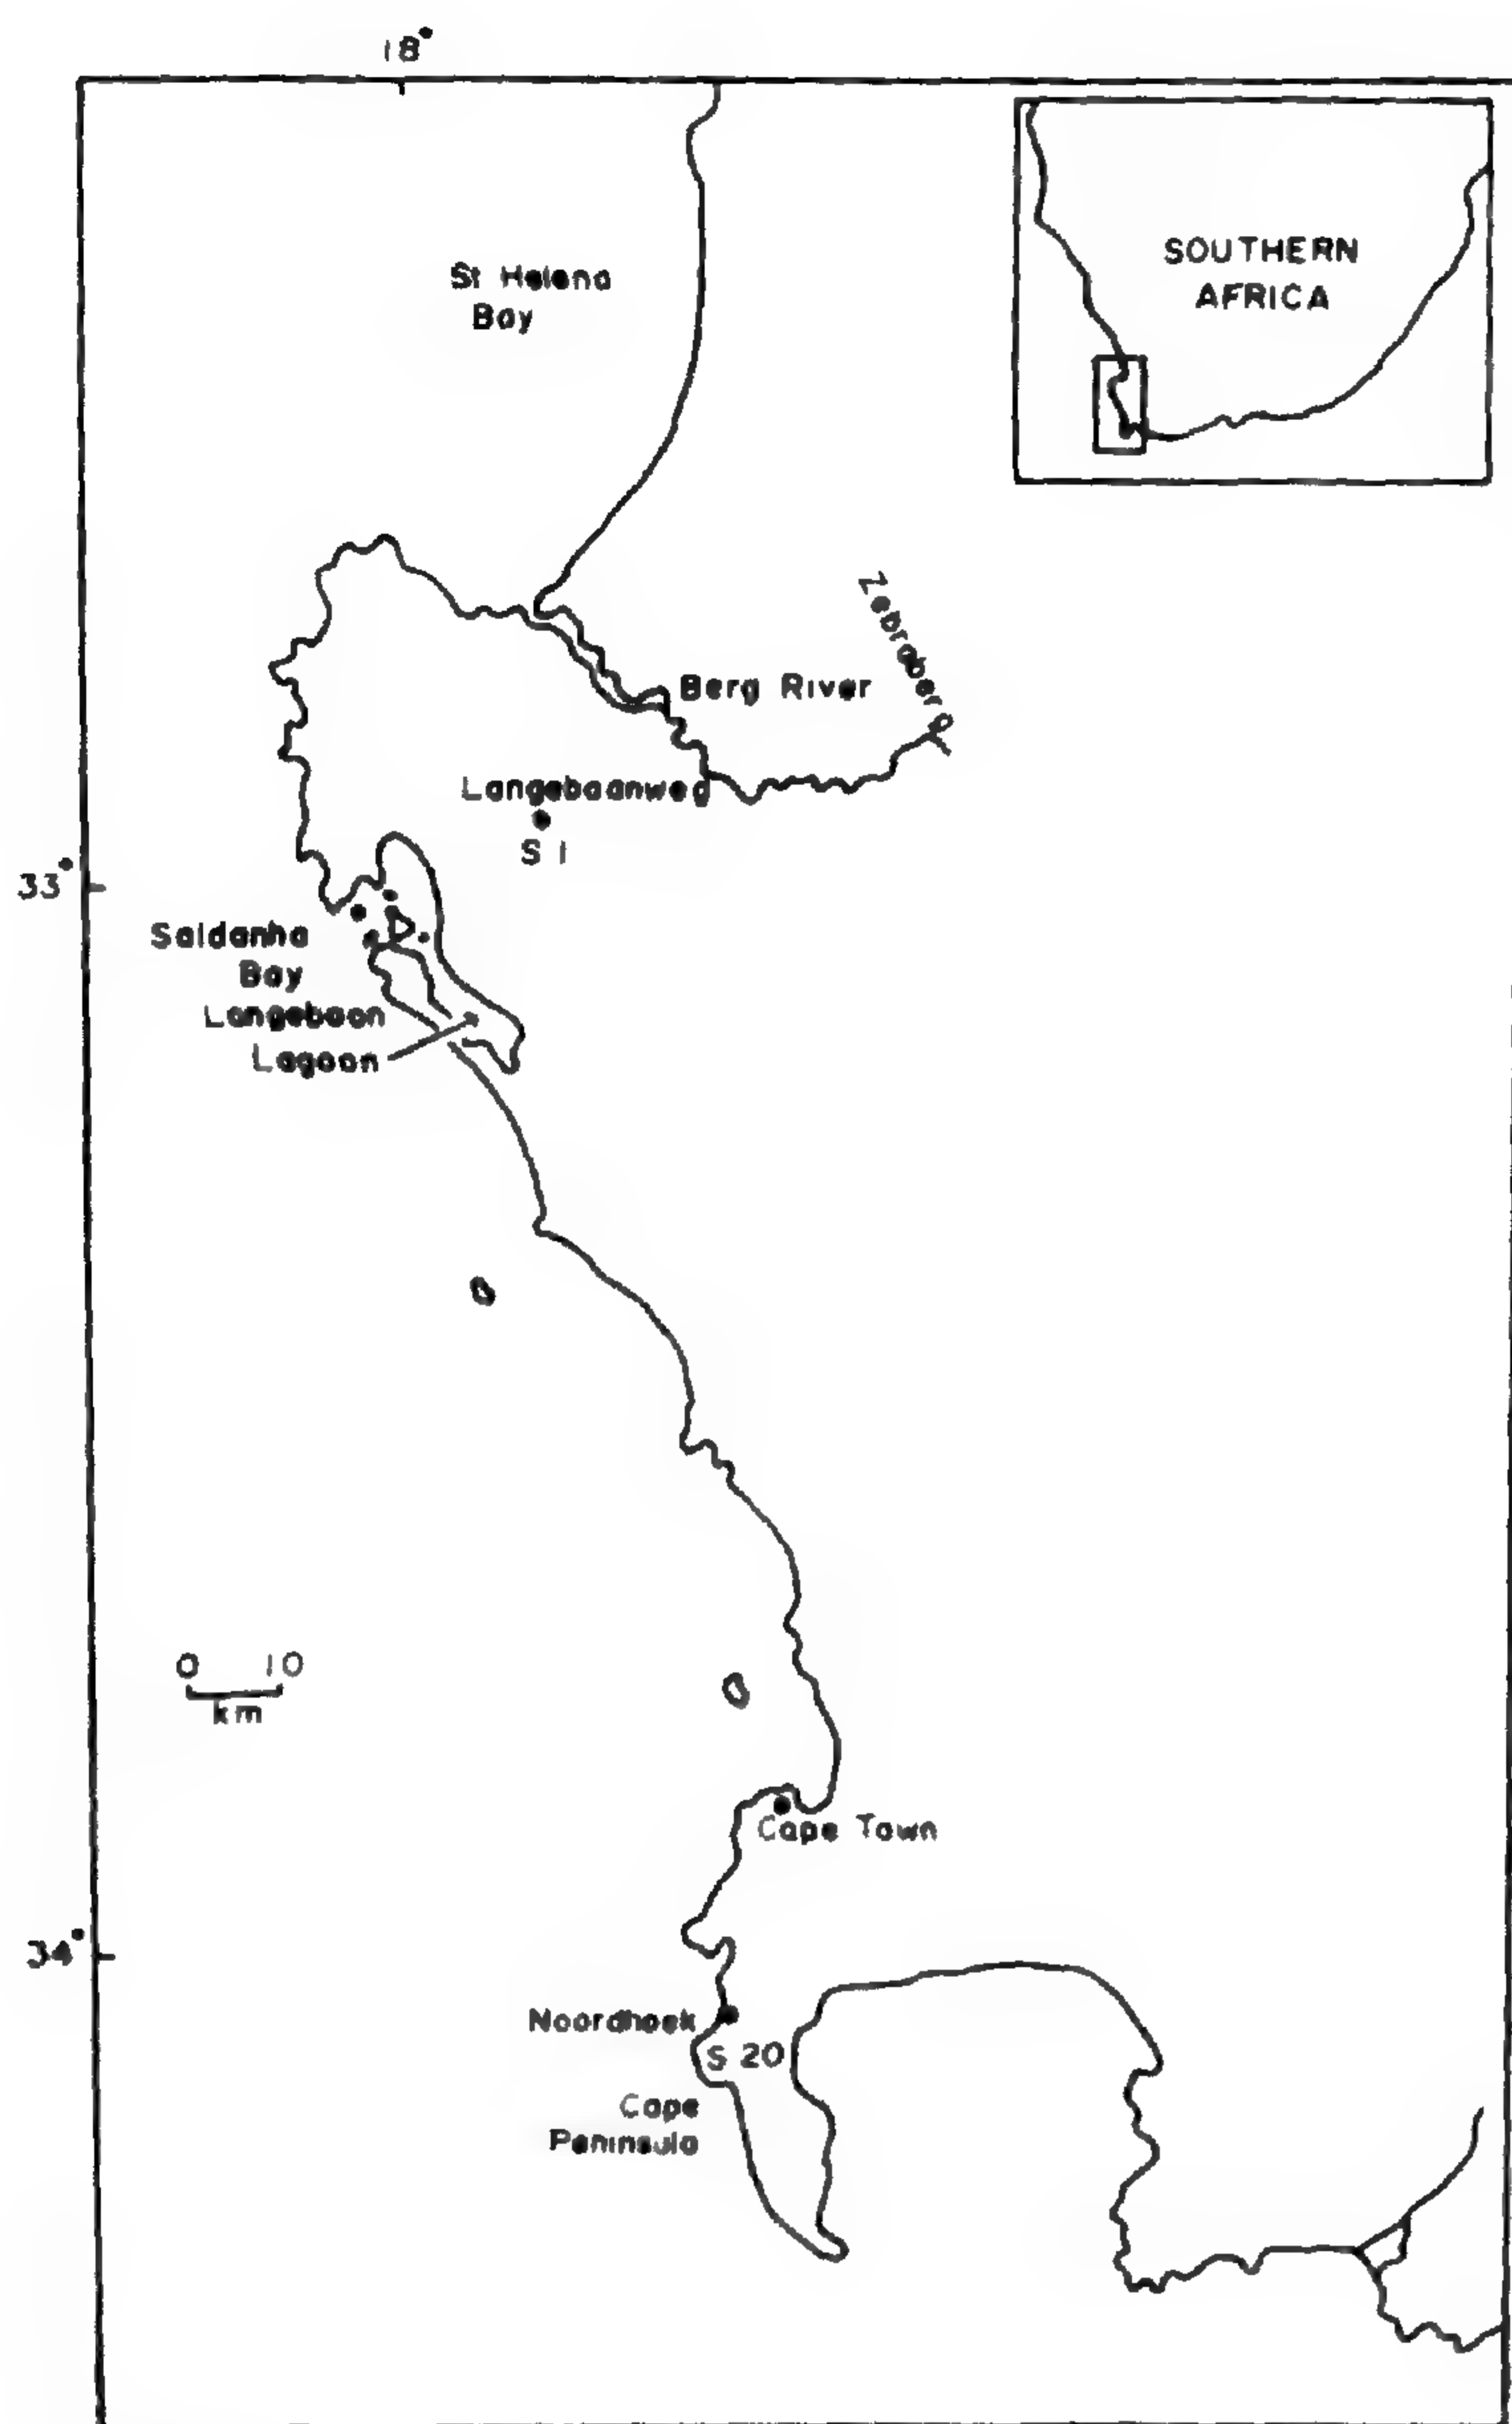 18°
SOUTHERN
AFRICA
St Helena
Bay
Zebraberg
Berg River
Langebaanweg
S 1
33°
Saldanha
Bay
Langebaan
Lagoon
0 10
km
Cape Town
34°
Noordhoek
S 20
Cape
Peninsula